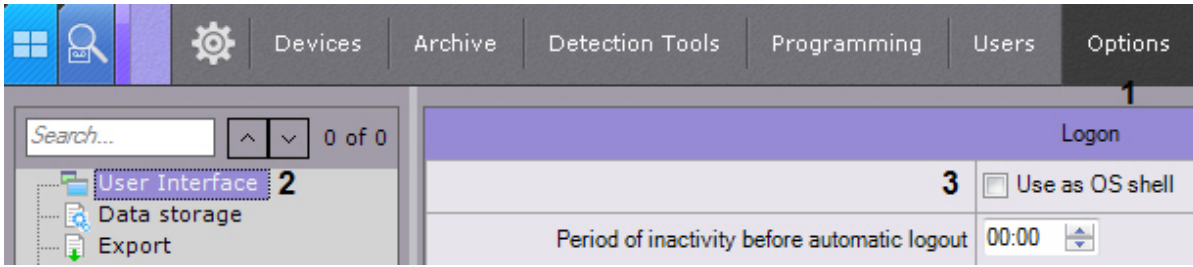 Devices Archive Detection Tools Programming Users Options
1
Search... 0 of 0 Logon
User Interface 2 3 Use as OS shell
Data storage
Export Period of inactivity before automatic logout 00:00